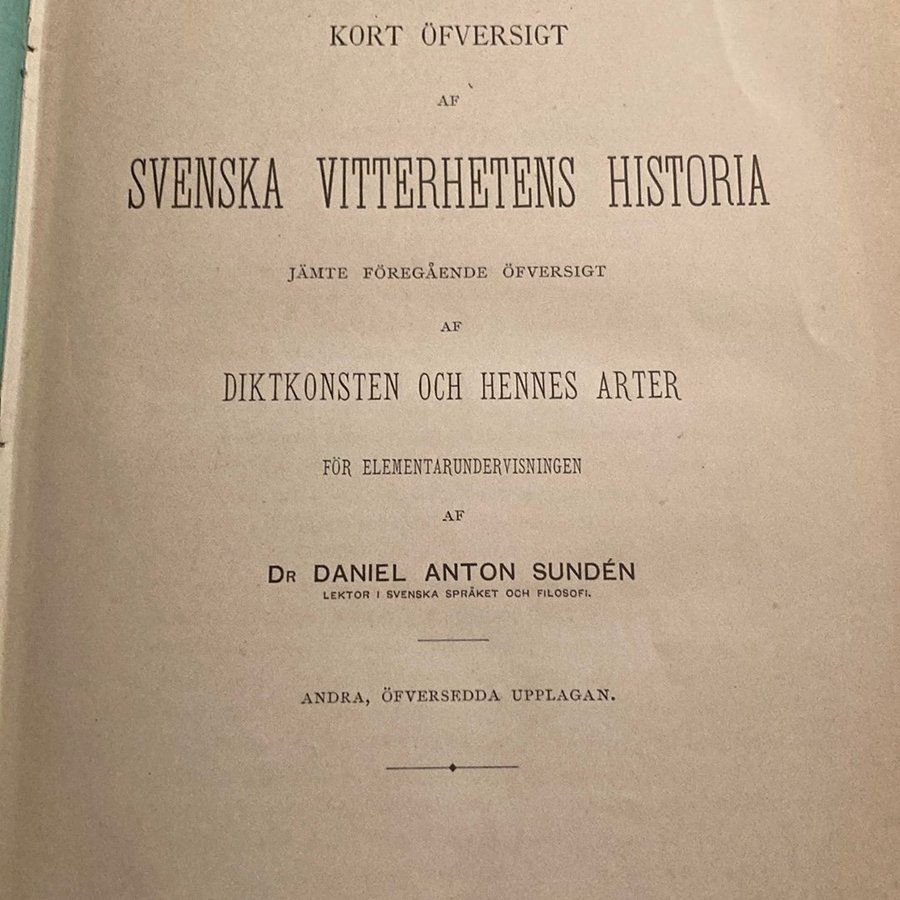 KORT ÖFVERSIGT
AF
SVENSKA VITTERHETENS HISTORIA
JÄMTE FÖREGÅENDE ÖFVERSIGT
AF
DIKTKONSTEN OCH HENNES ARTER
FÖR ELEMENTARUNDERVISNINGEN
AF
DR DANIEL ANTON SUNDÉN
LEKTOR I SVENSKA SPRÅKET OCH FILOSOFI.
ANDRA, ÖFVERSEDDA UPPLAGAN.